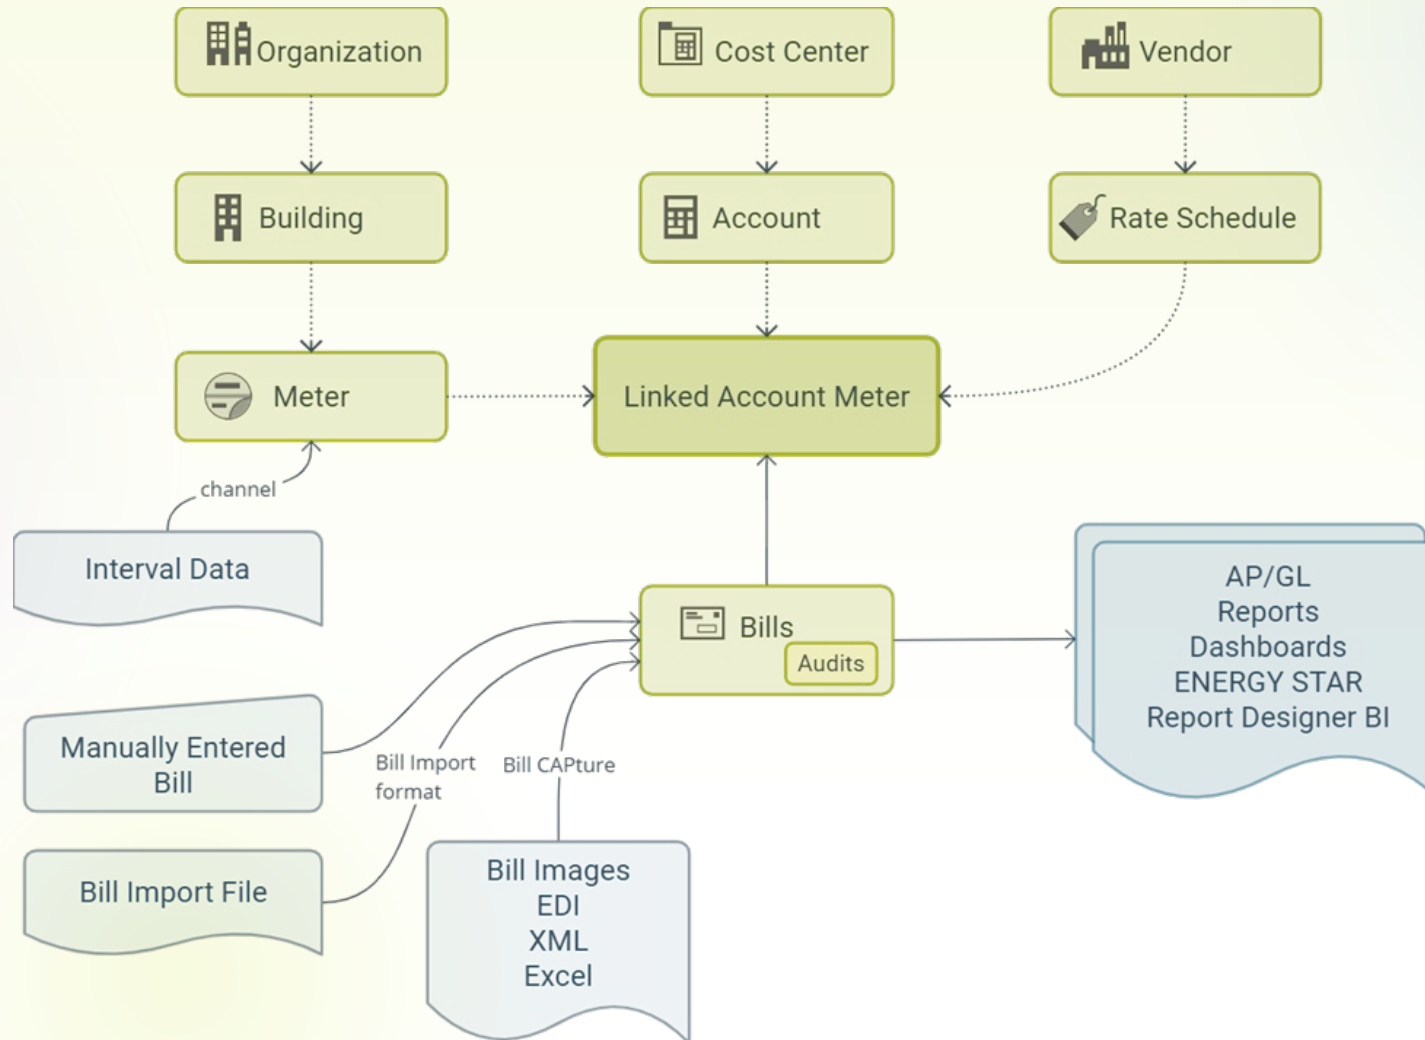 Organization
Cost Center
Vendor
Building
Account
Rate Schedule
Meter
Linked Account Meter
channel
Interval Data
Bills
Audits
AP/GL
Reports
Dashboards
ENERGY STAR
Report Designer BI
Manually Entered
Bill
Bill Import
format
Bill CAPture
Bill Import File
Bill Images
EDI
XML
Excel